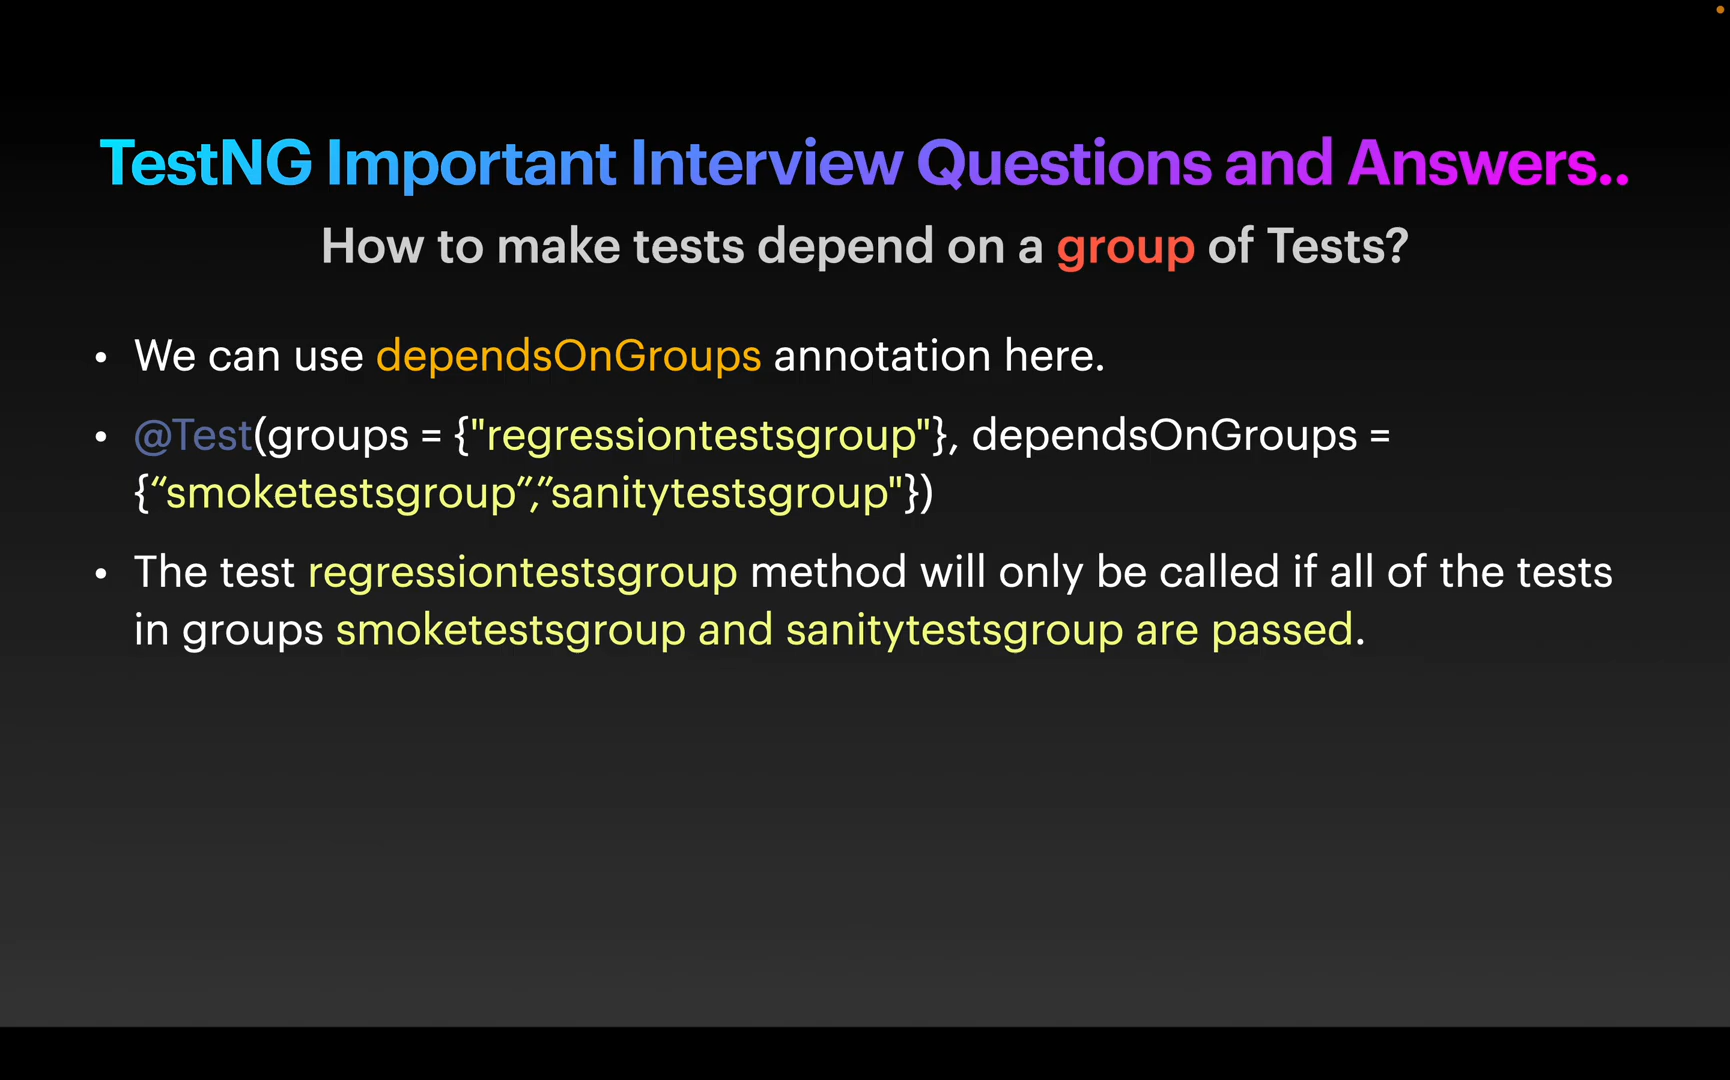 TestNG Important Interview Questions and Answers..
How to make tests depend on a group of Tests?
• We can use dependsOnGroups annotation here.
• @Test(groups = {"regressiontestsgroup"}, dependsOnGroups =
{“smoketestsgroup”,”sanitytestsgroup"})
• The test regressiontestsgroup method will only be called if all of the tests
in groups smoketestsgroup and sanitytestsgroup are passed.